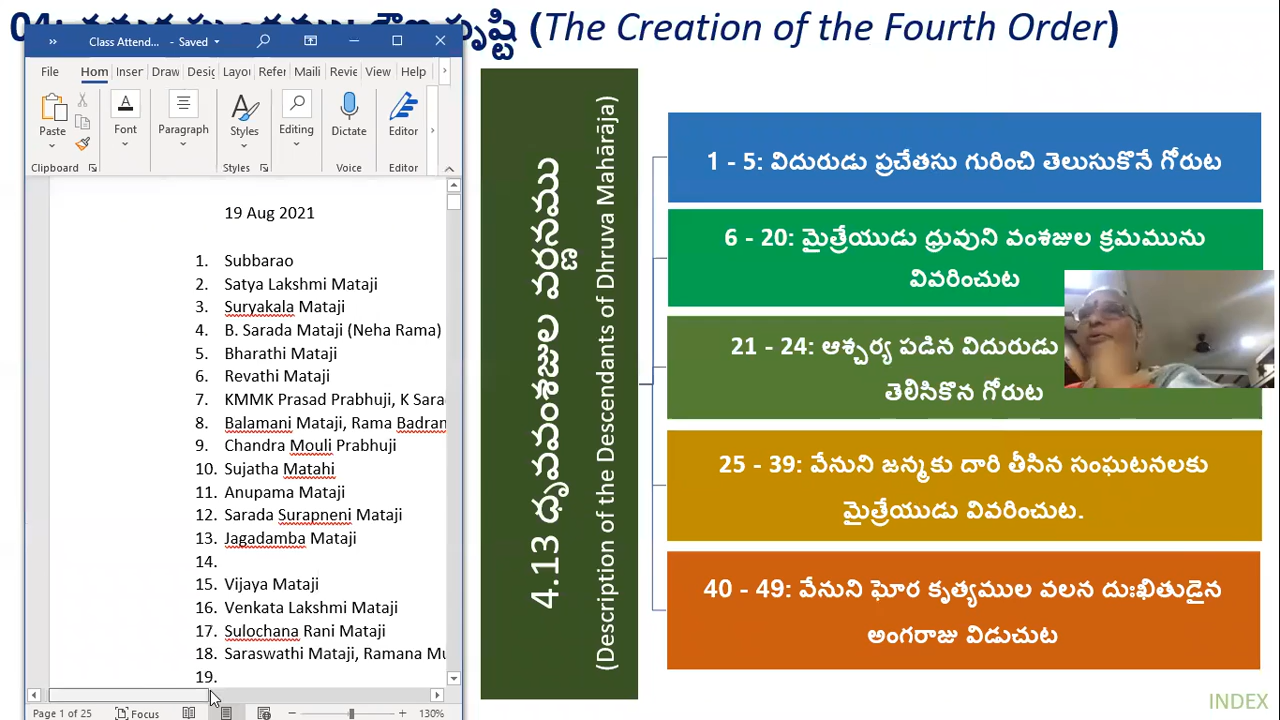 సృష్టి (The Creation of the Fourth Order)
Class Attend... - Saved
File Hom Inser Draw Desig Layou Refer Maili Revie View Help
Paste Font Paragraph Styles Editing Dictate Editor
Clipboard Styles Voice
19 Aug 2021
1. Subbarao
2. Satya Lakshmi Mataji
3. Suryakala Mataji
4. B. Sarada Mataji (Neha Rama)
5. Bharathi Mataji
6. Revathi Mataji
7. KMMK Prasad Prabhuji, K Sara
8. Balamani Mataji, Rama Badran
9. Chandra Mouli Prabhuji
10. Sujatha Matahi
11. Anupama Mataji
12. Sarada Surapneni Mataji
13. Jagadamba Mataji
14.
15. Vijaya Mataji
16. Venkata Lakshmi Mataji
17. Sulochana Rani Mataji
18. Saraswathi Mataji, Ramana Mu
19.
Page 1 of 25 Focus 130%
4.13 ధృవవంశజుల వర్ణనము
(Description of the Descendants of Dhruva Mahārāja)
1 - 5: విదురుడు ప్రచేతసు గురించి తెలుసుకొనే గోరుట
6 - 20: మైత్రేయుడు ధ్రువుని వంశజుల క్రమమును
వివరించుట
21 - 24: ఆశ్చర్య పడిన విదురుడు
తెలిసికొన గోరుట
25 - 39: వేనుని జన్మకు దారి తీసిన సంఘటనలకు
మైత్రేయుడు వివరించుట.
40 - 49: వేనుని ఘోర కృత్యముల వలన దుఃఖితుడైన
అంగరాజు విడుచుట
INDEX